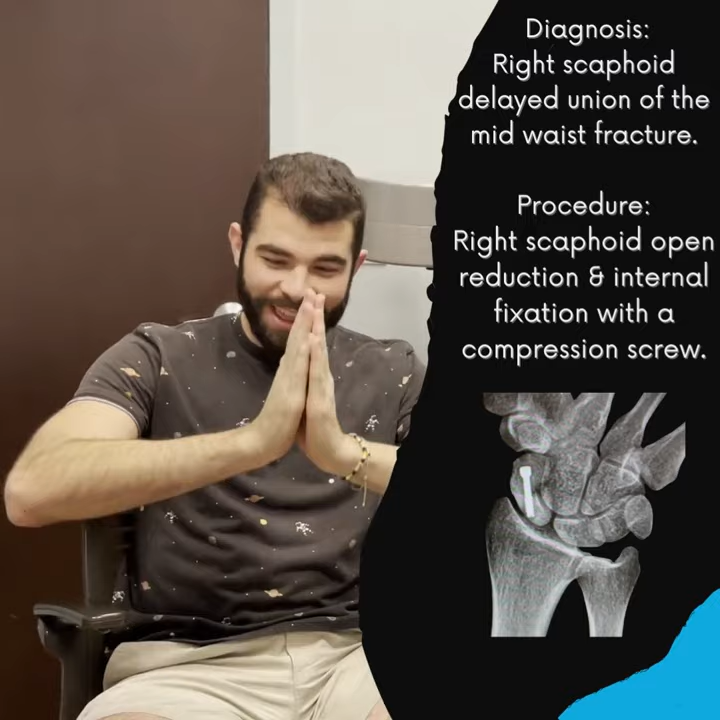 Diagnosis:
Right scaphoid
delayed union of the
mid waist fracture.
Procedure:
Right scaphoid open
reduction & internal
fixation with a
compression screw.